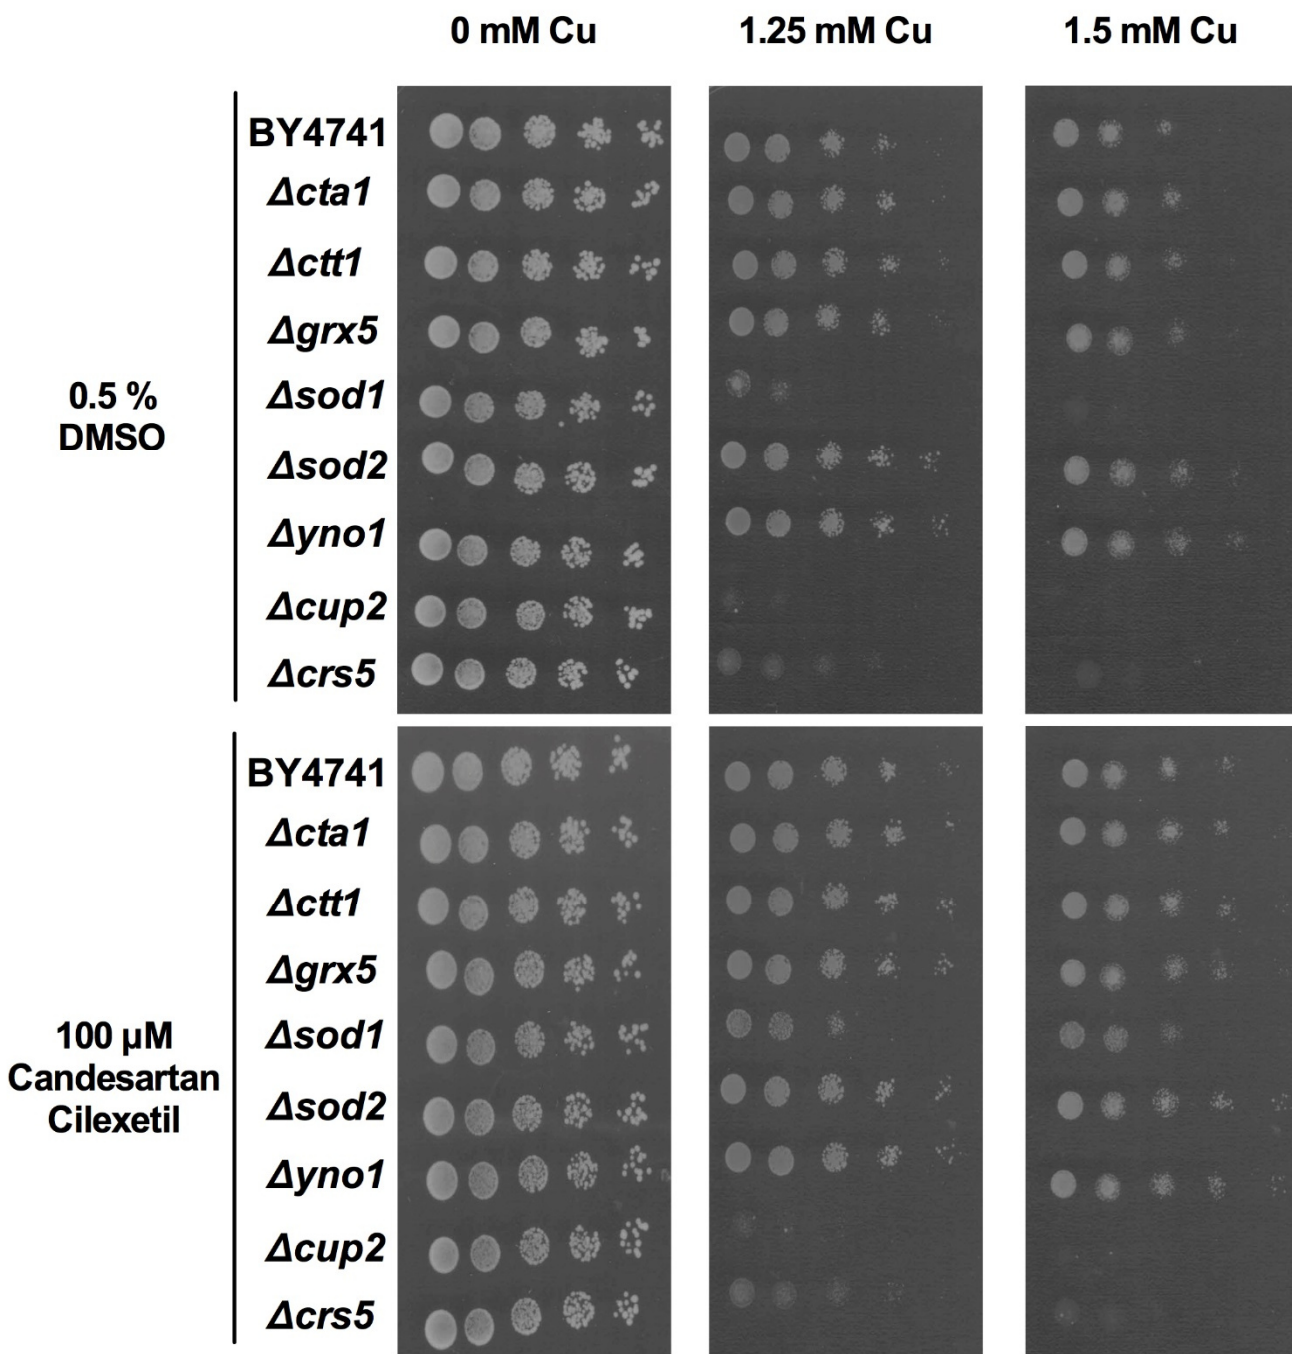 0 mM Cu 1.25 mM Cu 1.5 mM Cu
BY4741
Δcta1
Δctt1
Δgrx5
Δsod1
Δsod2
Δyno1
Δcup2
Δcrs5
0.5 %
DMSO
BY4741
Δcta1
Δctt1
Δgrx5
Δsod1
Δsod2
Δyno1
Δcup2
Δcrs5
100 µM
Candesartan
Cilexetil